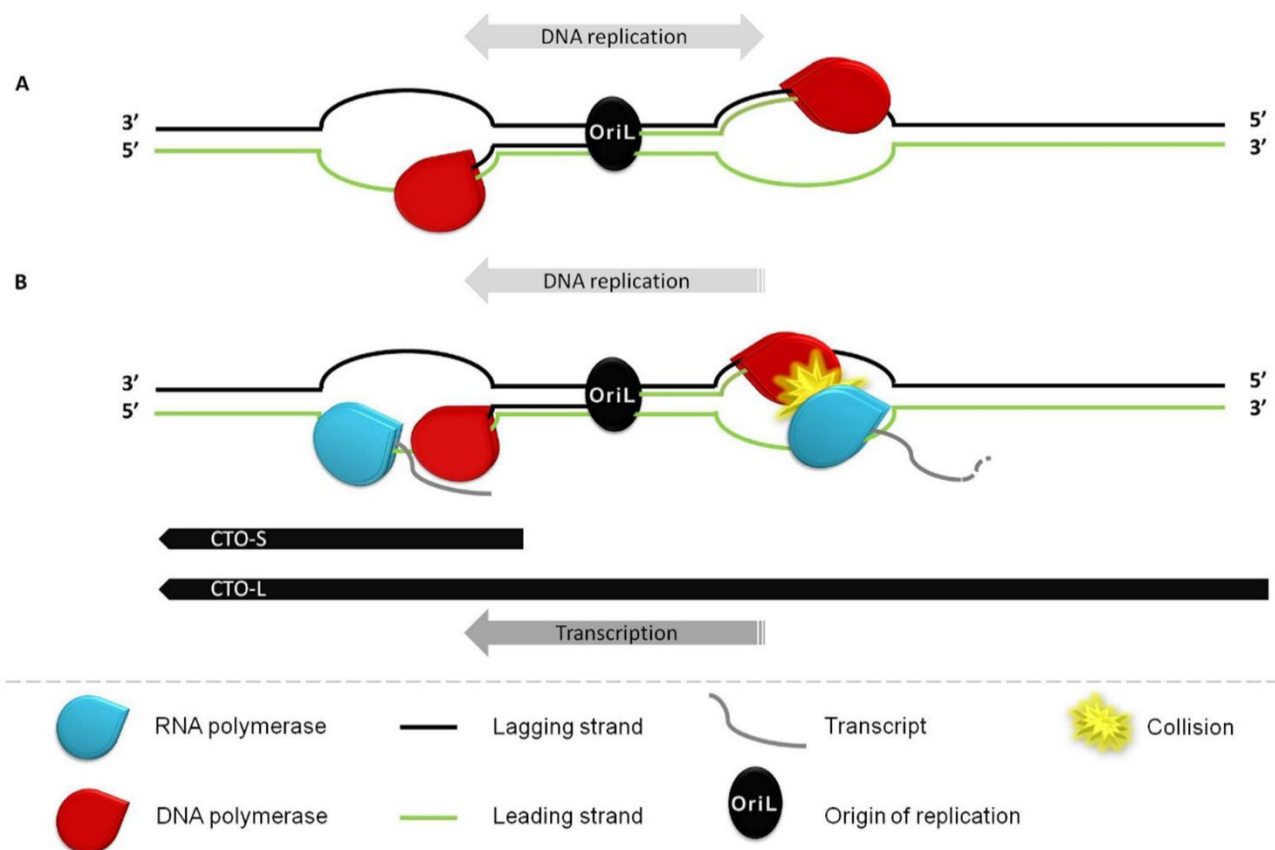 DNA replication
A
3’
5’
OriL
5’
3’
B
DNA replication
3’
5’
OriL
5’
3’
CTO-S
CTO-L
Transcription
RNA polymerase
Lagging strand
Transcript
Collision
DNA polymerase
Leading strand
OriL
Origin of replication